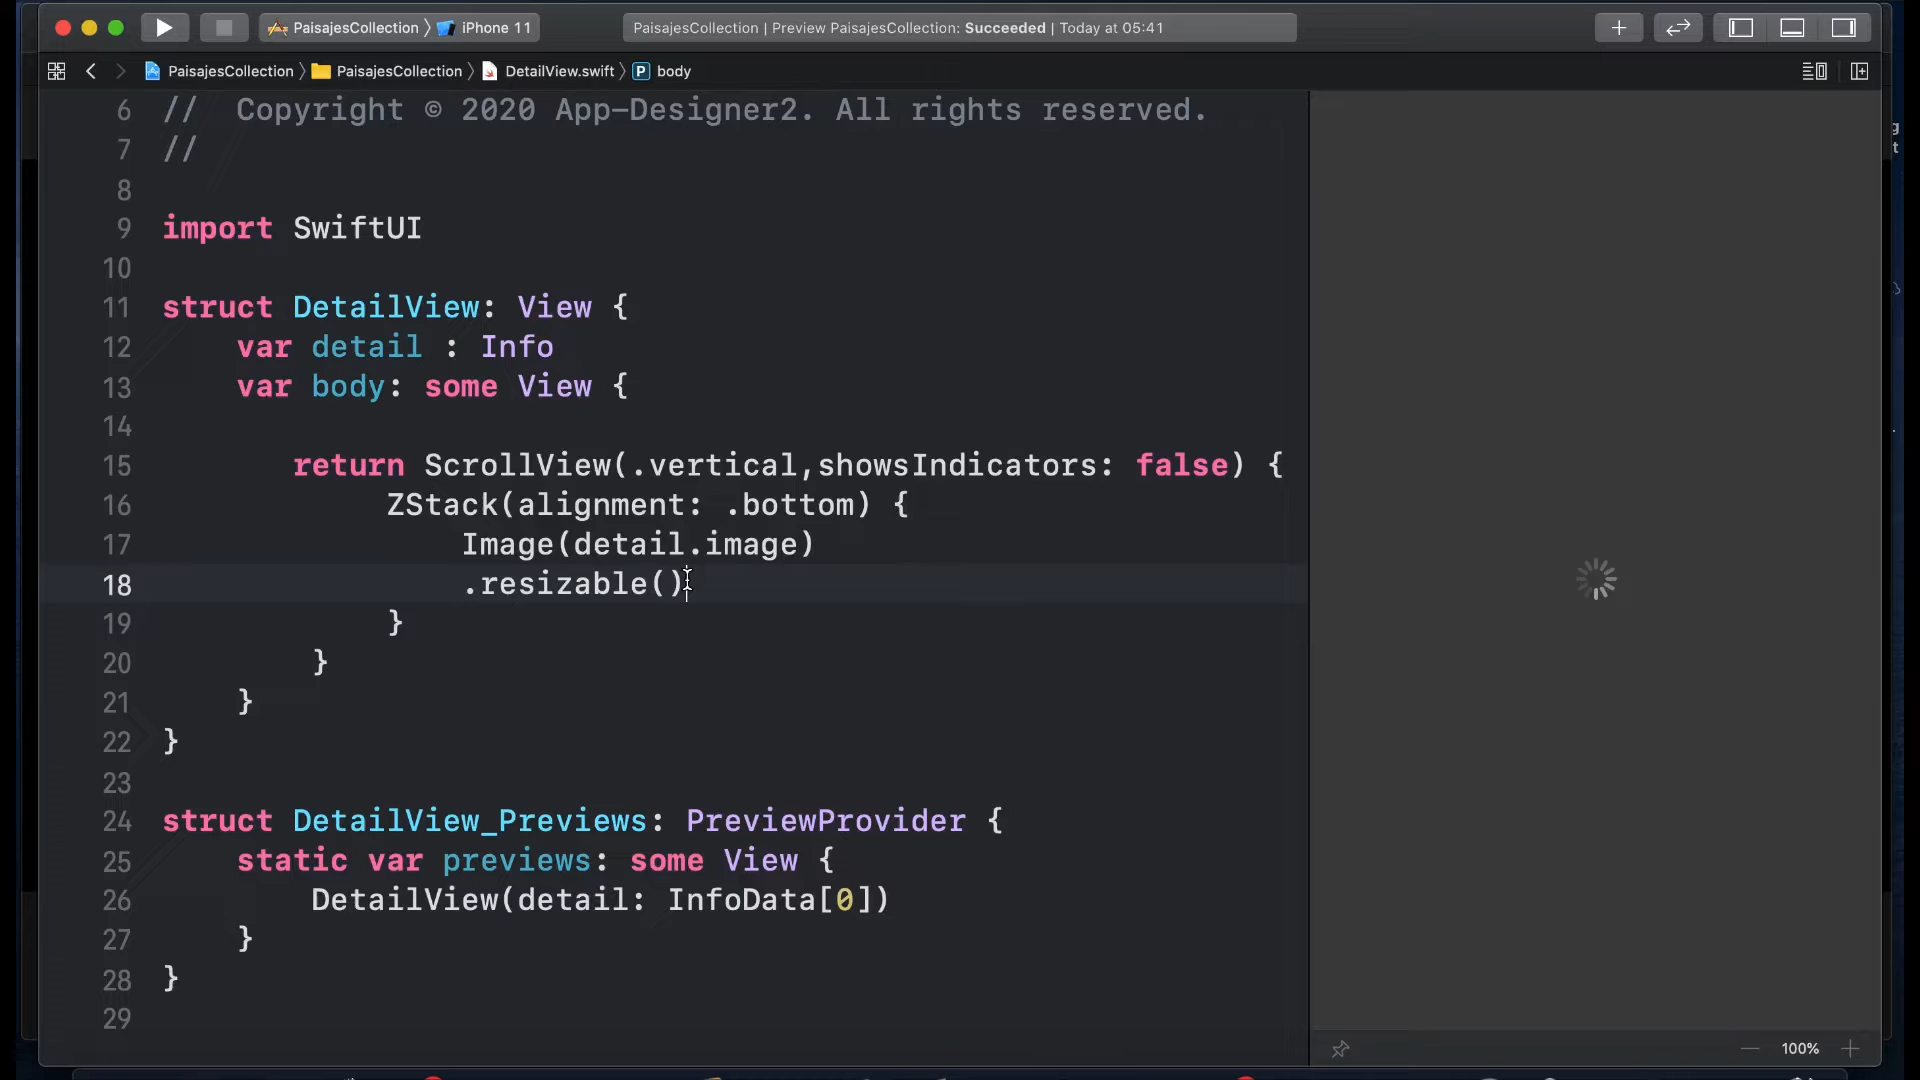 PaisajesCollection 〉 iPhone 11
PaisajesCollection | Preview PaisajesCollection: Succeeded | Today at 05:41
PaisajesCollection 〉 PaisajesCollection 〉 DetailView.swift 〉 P body
6 //  Copyright © 2020 App-Designer2. All rights reserved.
7 //
8
9 import SwiftUI
10
11 struct DetailView: View {
12     var detail : Info
13     var body: some View {
14
15        return ScrollView(.vertical,showsIndicators: false) {
16             ZStack(alignment: .bottom) {
17                 Image(detail.image)
18                 .resizable()
19             }
20         }
21     }
22 }
23
24 struct DetailView_Previews: PreviewProvider {
25     static var previews: some View {
26         DetailView(detail: InfoData[0])
27     }
28 }
29
100%
g
t